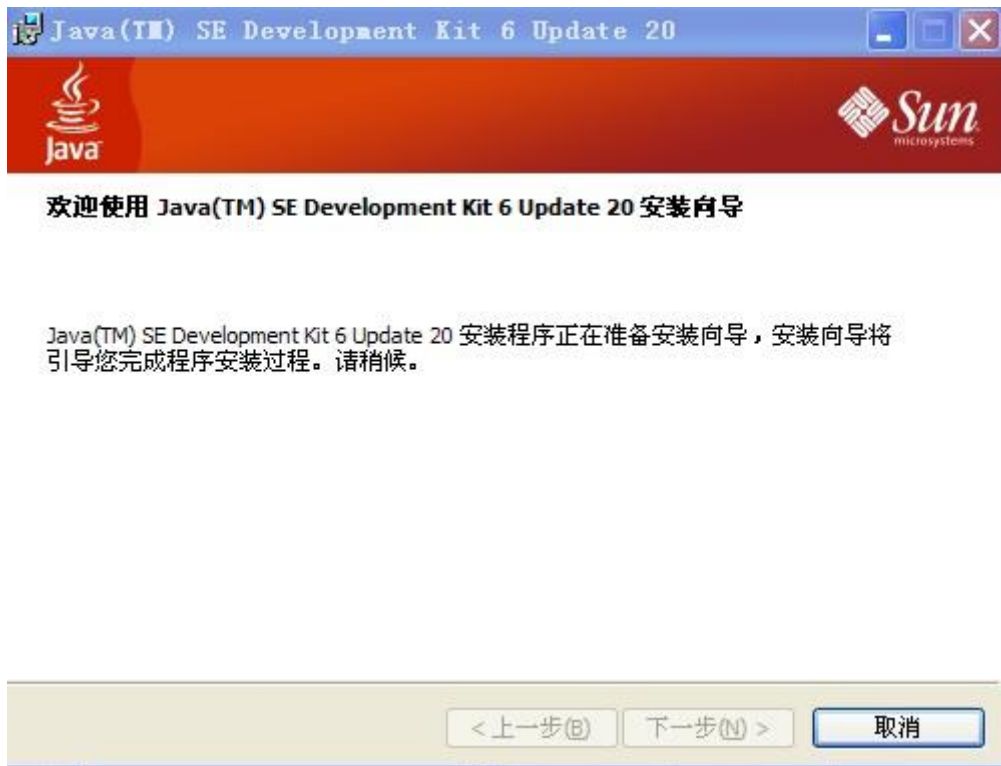 Java(TM) SE Development Kit 6 Update 20
Java
Sun
microsystems
欢迎使用 Java(TM) SE Development Kit 6 Update 20 安装向导
Java(TM) SE Development Kit 6 Update 20 安装程序正在准备安装向导，安装向导将
引导您完成程序安装过程。请稍候。
<上一步(B)
下一步(N) >
取消